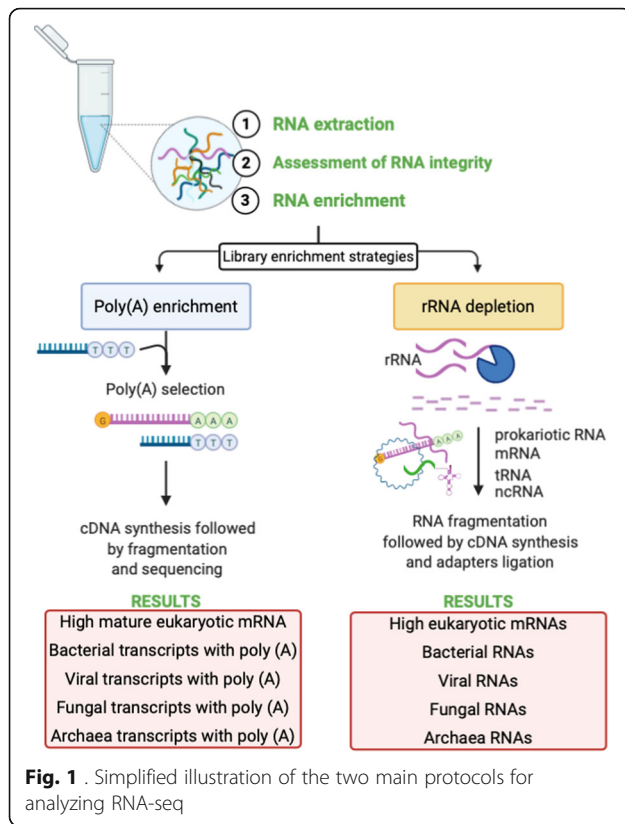 1 RNA extraction
2 Assessment of RNA integrity
3 RNA enrichment
Library enrichment strategies
Poly(A) enrichment
T T T
Poly(A) selection
G A A A
T T T
cDNA synthesis followed
by fragmentation
and sequencing
RESULTS
High mature eukaryotic mRNA
Bacterial transcripts with poly (A)
Viral transcripts with poly (A)
Fungal transcripts with poly (A)
Archaea transcripts with poly (A)
rRNA depletion
rRNA
A A A
G
prokariotic RNA
mRNA
tRNA
ncRNA
RNA fragmentation
followed by cDNA synthesis
and adapters ligation
RESULTS
High eukaryotic mRNAs
Bacterial RNAs
Viral RNAs
Fungal RNAs
Archaea RNAs
Fig. 1 . Simplified illustration of the two main protocols for
analyzing RNA-seq